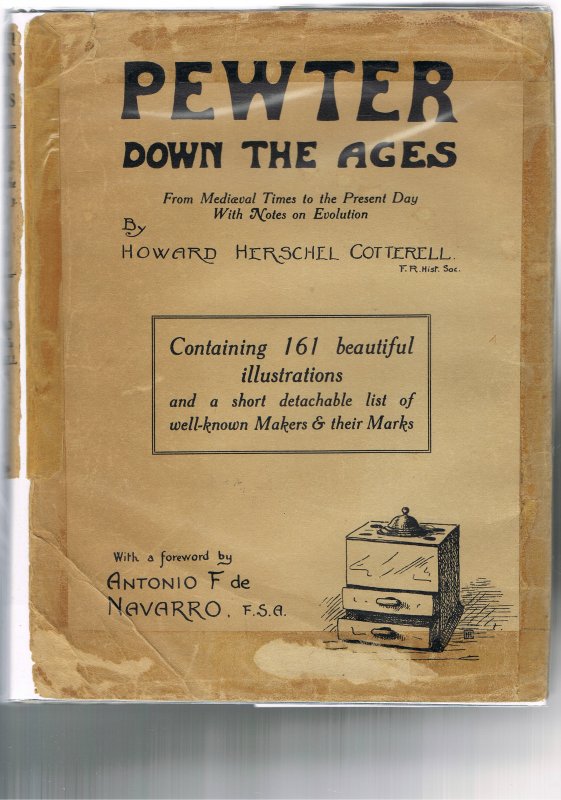 PEWTER
DOWN THE AGES
From Mediæval Times to the Present Day
With Notes on Evolution
By
HOWARD HERSCHEL COTTERELL.
F.R.Hist. Soc.
Containing 161 beautiful
illustrations
and a short detachable list of
well-known Makers & their Marks
With a foreword by
ANTONIO F de
NAVARRO. F.S.A.